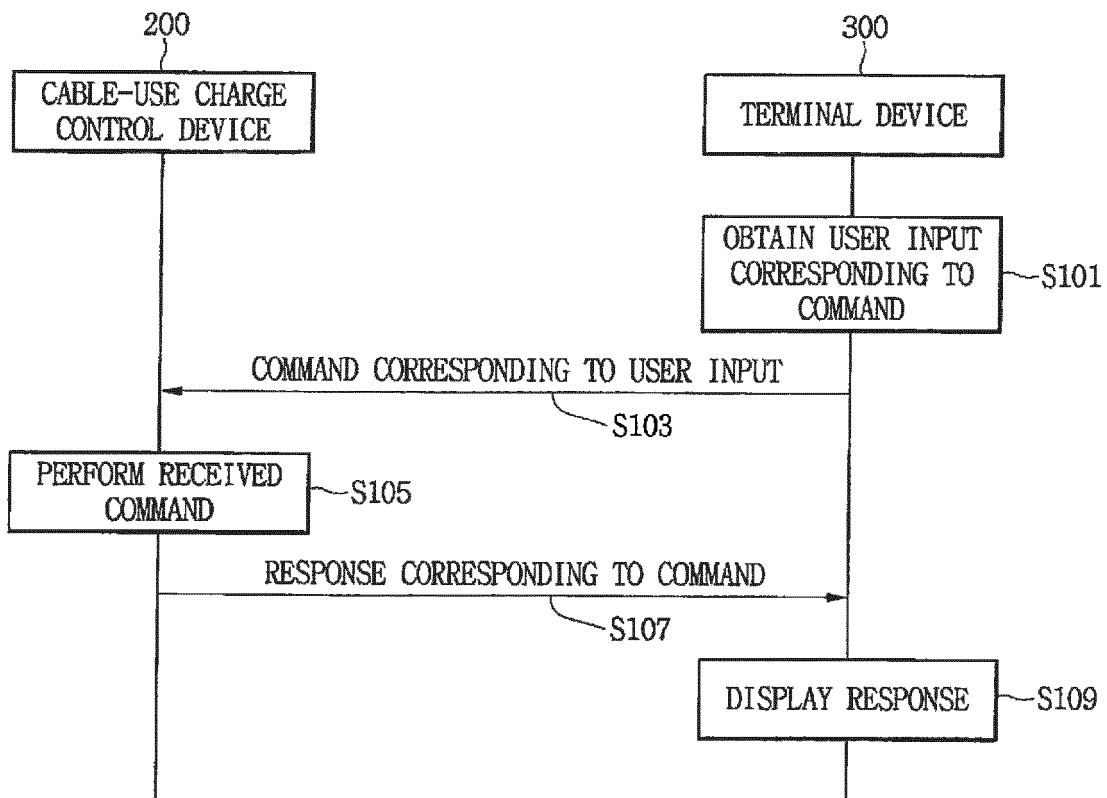 200
300
CABLE-USE CHARGE
CONTROL DEVICE
TERMINAL DEVICE
OBTAIN USER INPUT
CORRESPONDING TO
COMMAND
S101
COMMAND CORRESPONDING TO USER INPUT
S103
PERFORM RECEIVED
COMMAND
S105
RESPONSE CORRESPONDING TO COMMAND
S107
DISPLAY RESPONSE
S109